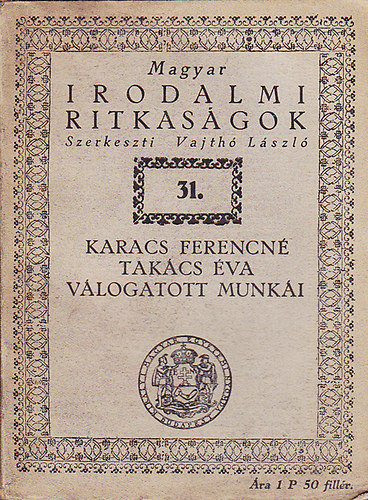 Magyar
IRODALMI
RITKASÁGOK
Szerkeszti Vajthó László
31.
KARACS FERENCNÉ
TAKÁCS ÉVA
VÁLOGATOTT MUNKÁI
Ára 1 P 50 fillér.